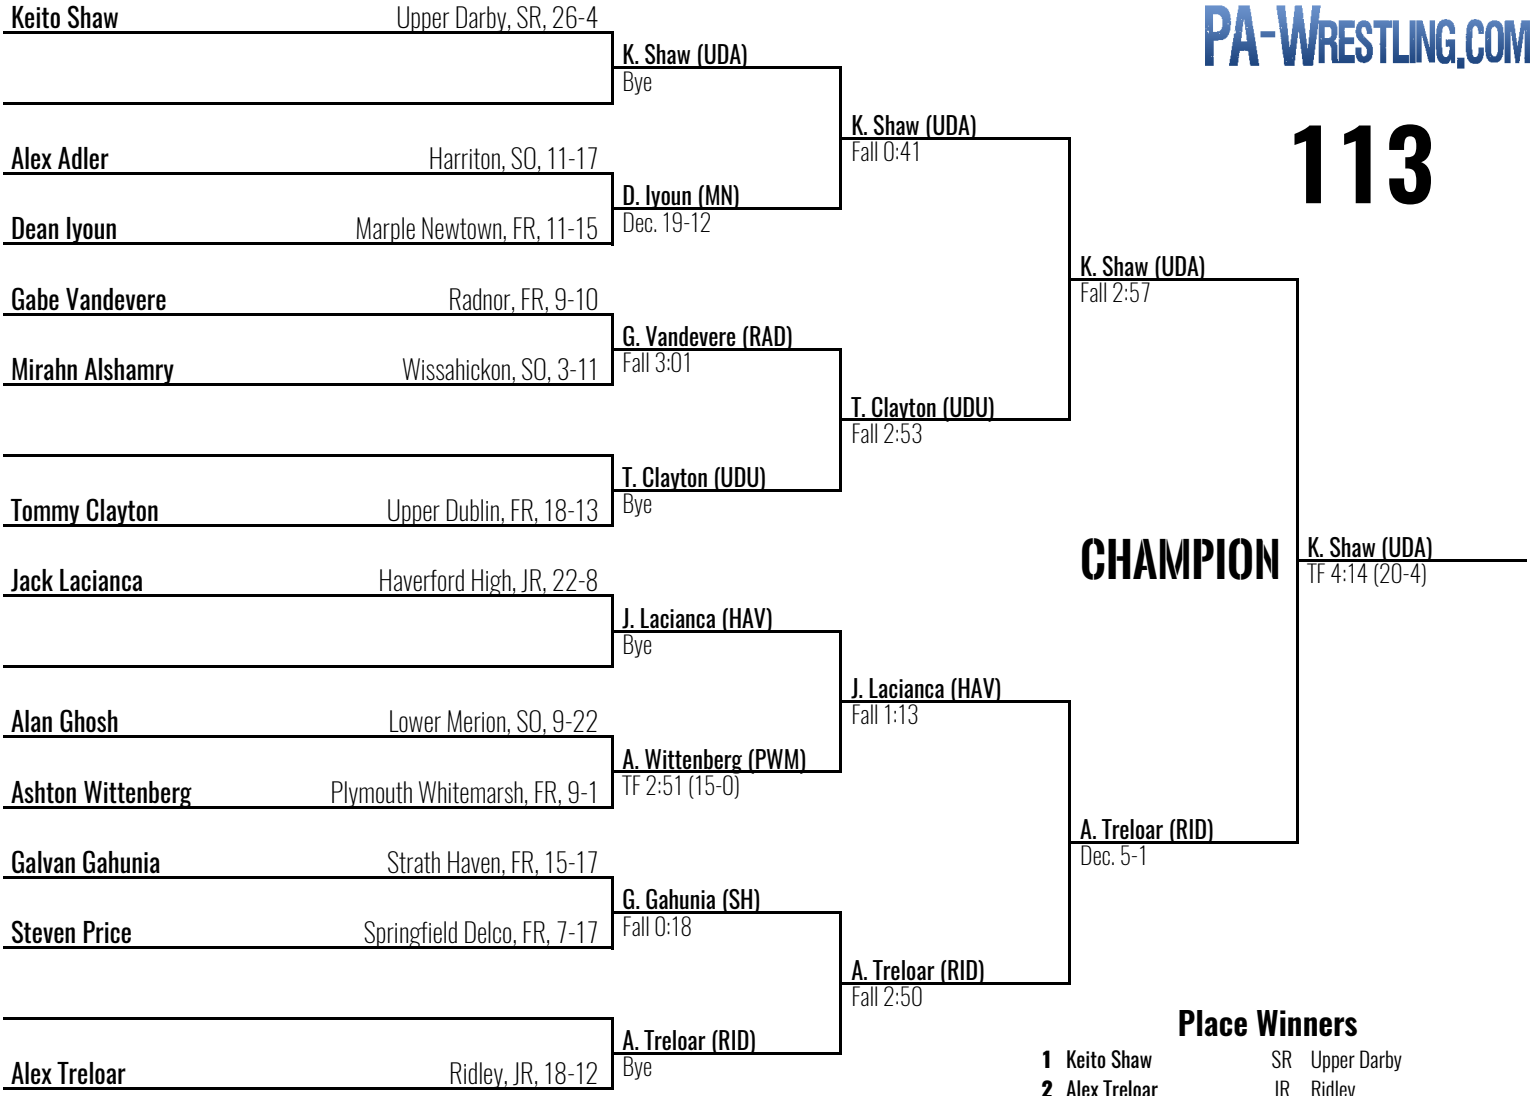 Keito Shaw Upper Darby, SR, 26-4
K. Shaw (UDA)
Bye
PA-WRESTLING.COM
113
K. Shaw (UDA)
Fall 0:41
Alex Adler Harriton, SO, 11-17
D. Iyoun (MN)
Dec. 19-12
Dean Iyoun Marple Newtown, FR, 11-15
K. Shaw (UDA)
Fall 2:57
Gabe Vandevere Radnor, FR, 9-10
G. Vandevere (RAD)
Fall 3:01
Mirahn Alshamry Wissahickon, SO, 3-11
T. Clayton (UDU)
Fall 2:53
T. Clayton (UDU)
Bye
Tommy Clayton Upper Dublin, FR, 18-13
CHAMPION
K. Shaw (UDA)
TF 4:14 (20-4)
Jack Lacianca Haverford High, JR, 22-8
J. Lacianca (HAV)
Bye
J. Lacianca (HAV)
Fall 1:13
Alan Ghosh Lower Merion, SO, 9-22
A. Wittenberg (PWM)
TF 2:51 (15-0)
Ashton Wittenberg Plymouth Whitemarsh, FR, 9-1
A. Treloar (RID)
Dec. 5-1
Galvan Gahunia Strath Haven, FR, 15-17
G. Gahunia (SH)
Fall 0:18
Steven Price Springfield Delco, FR, 7-17
A. Treloar (RID)
Fall 2:50
A. Treloar (RID)
Bye
Alex Treloar Ridley, JR, 18-12
Place Winners
1 Keito Shaw SR Upper Darby
2 Alex Treloar JR Ridley